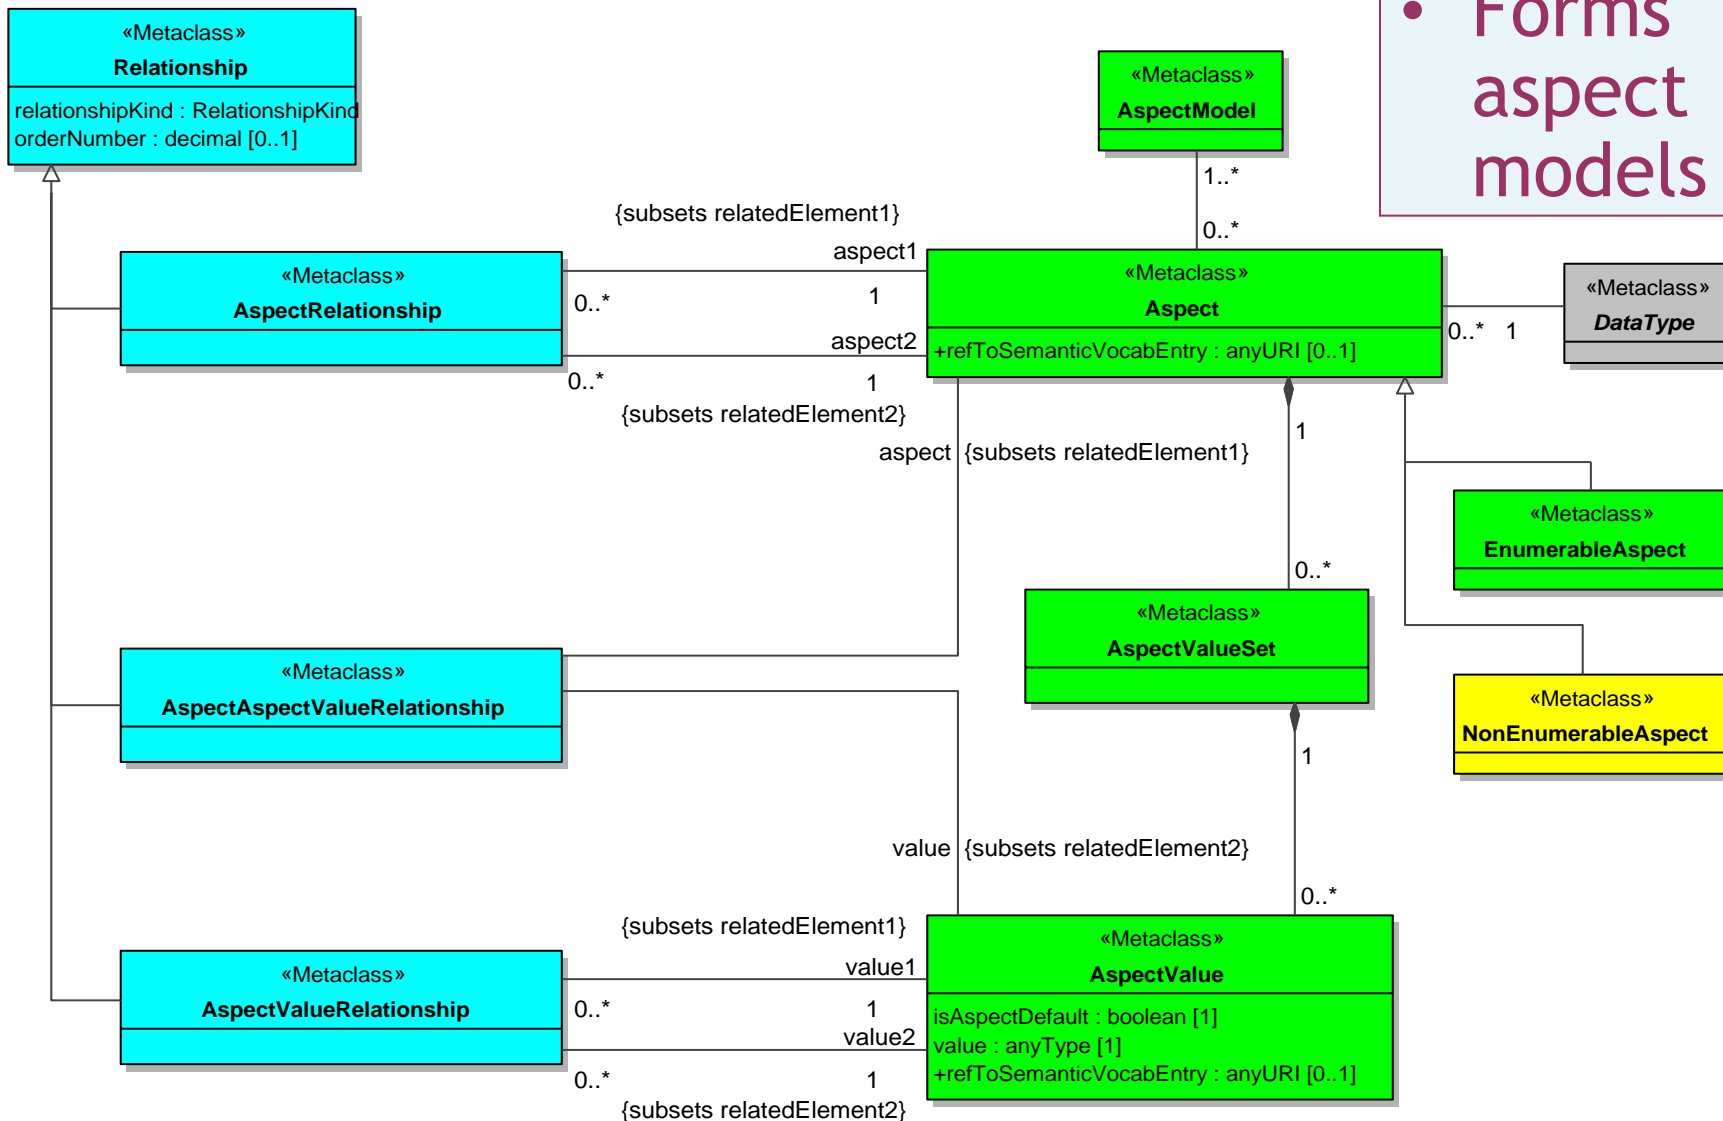 «Metaclass»
Relationship
relationshipKind : RelationshipKind
orderNumber : decimal [0..1]
• Forms
aspect
models
«Metaclass»
AspectModel
1..*
0..*
{subsets relatedElement1}
aspect1
0..*
1
«Metaclass»
AspectRelationship
aspect2
0..*
1
{subsets relatedElement2}
«Metaclass»
Aspect
+refToSemanticVocabEntry : anyURI [0..1]
0..*
1
«Metaclass»
DataType
aspect
{subsets relatedElement1}
1
0..*
«Metaclass»
EnumerableAspect
«Metaclass»
AspectValueSet
«Metaclass»
AspectAspectValueRelationship
«Metaclass»
NonEnumerableAspect
1
value
{subsets relatedElement2}
0..*
{subsets relatedElement1}
value1
0..*
1
«Metaclass»
AspectValueRelationship
value2
0..*
1
{subsets relatedElement2}
«Metaclass»
AspectValue
isAspectDefault : boolean [1]
value : anyType [1]
+refToSemanticVocabEntry : anyURI [0..1]